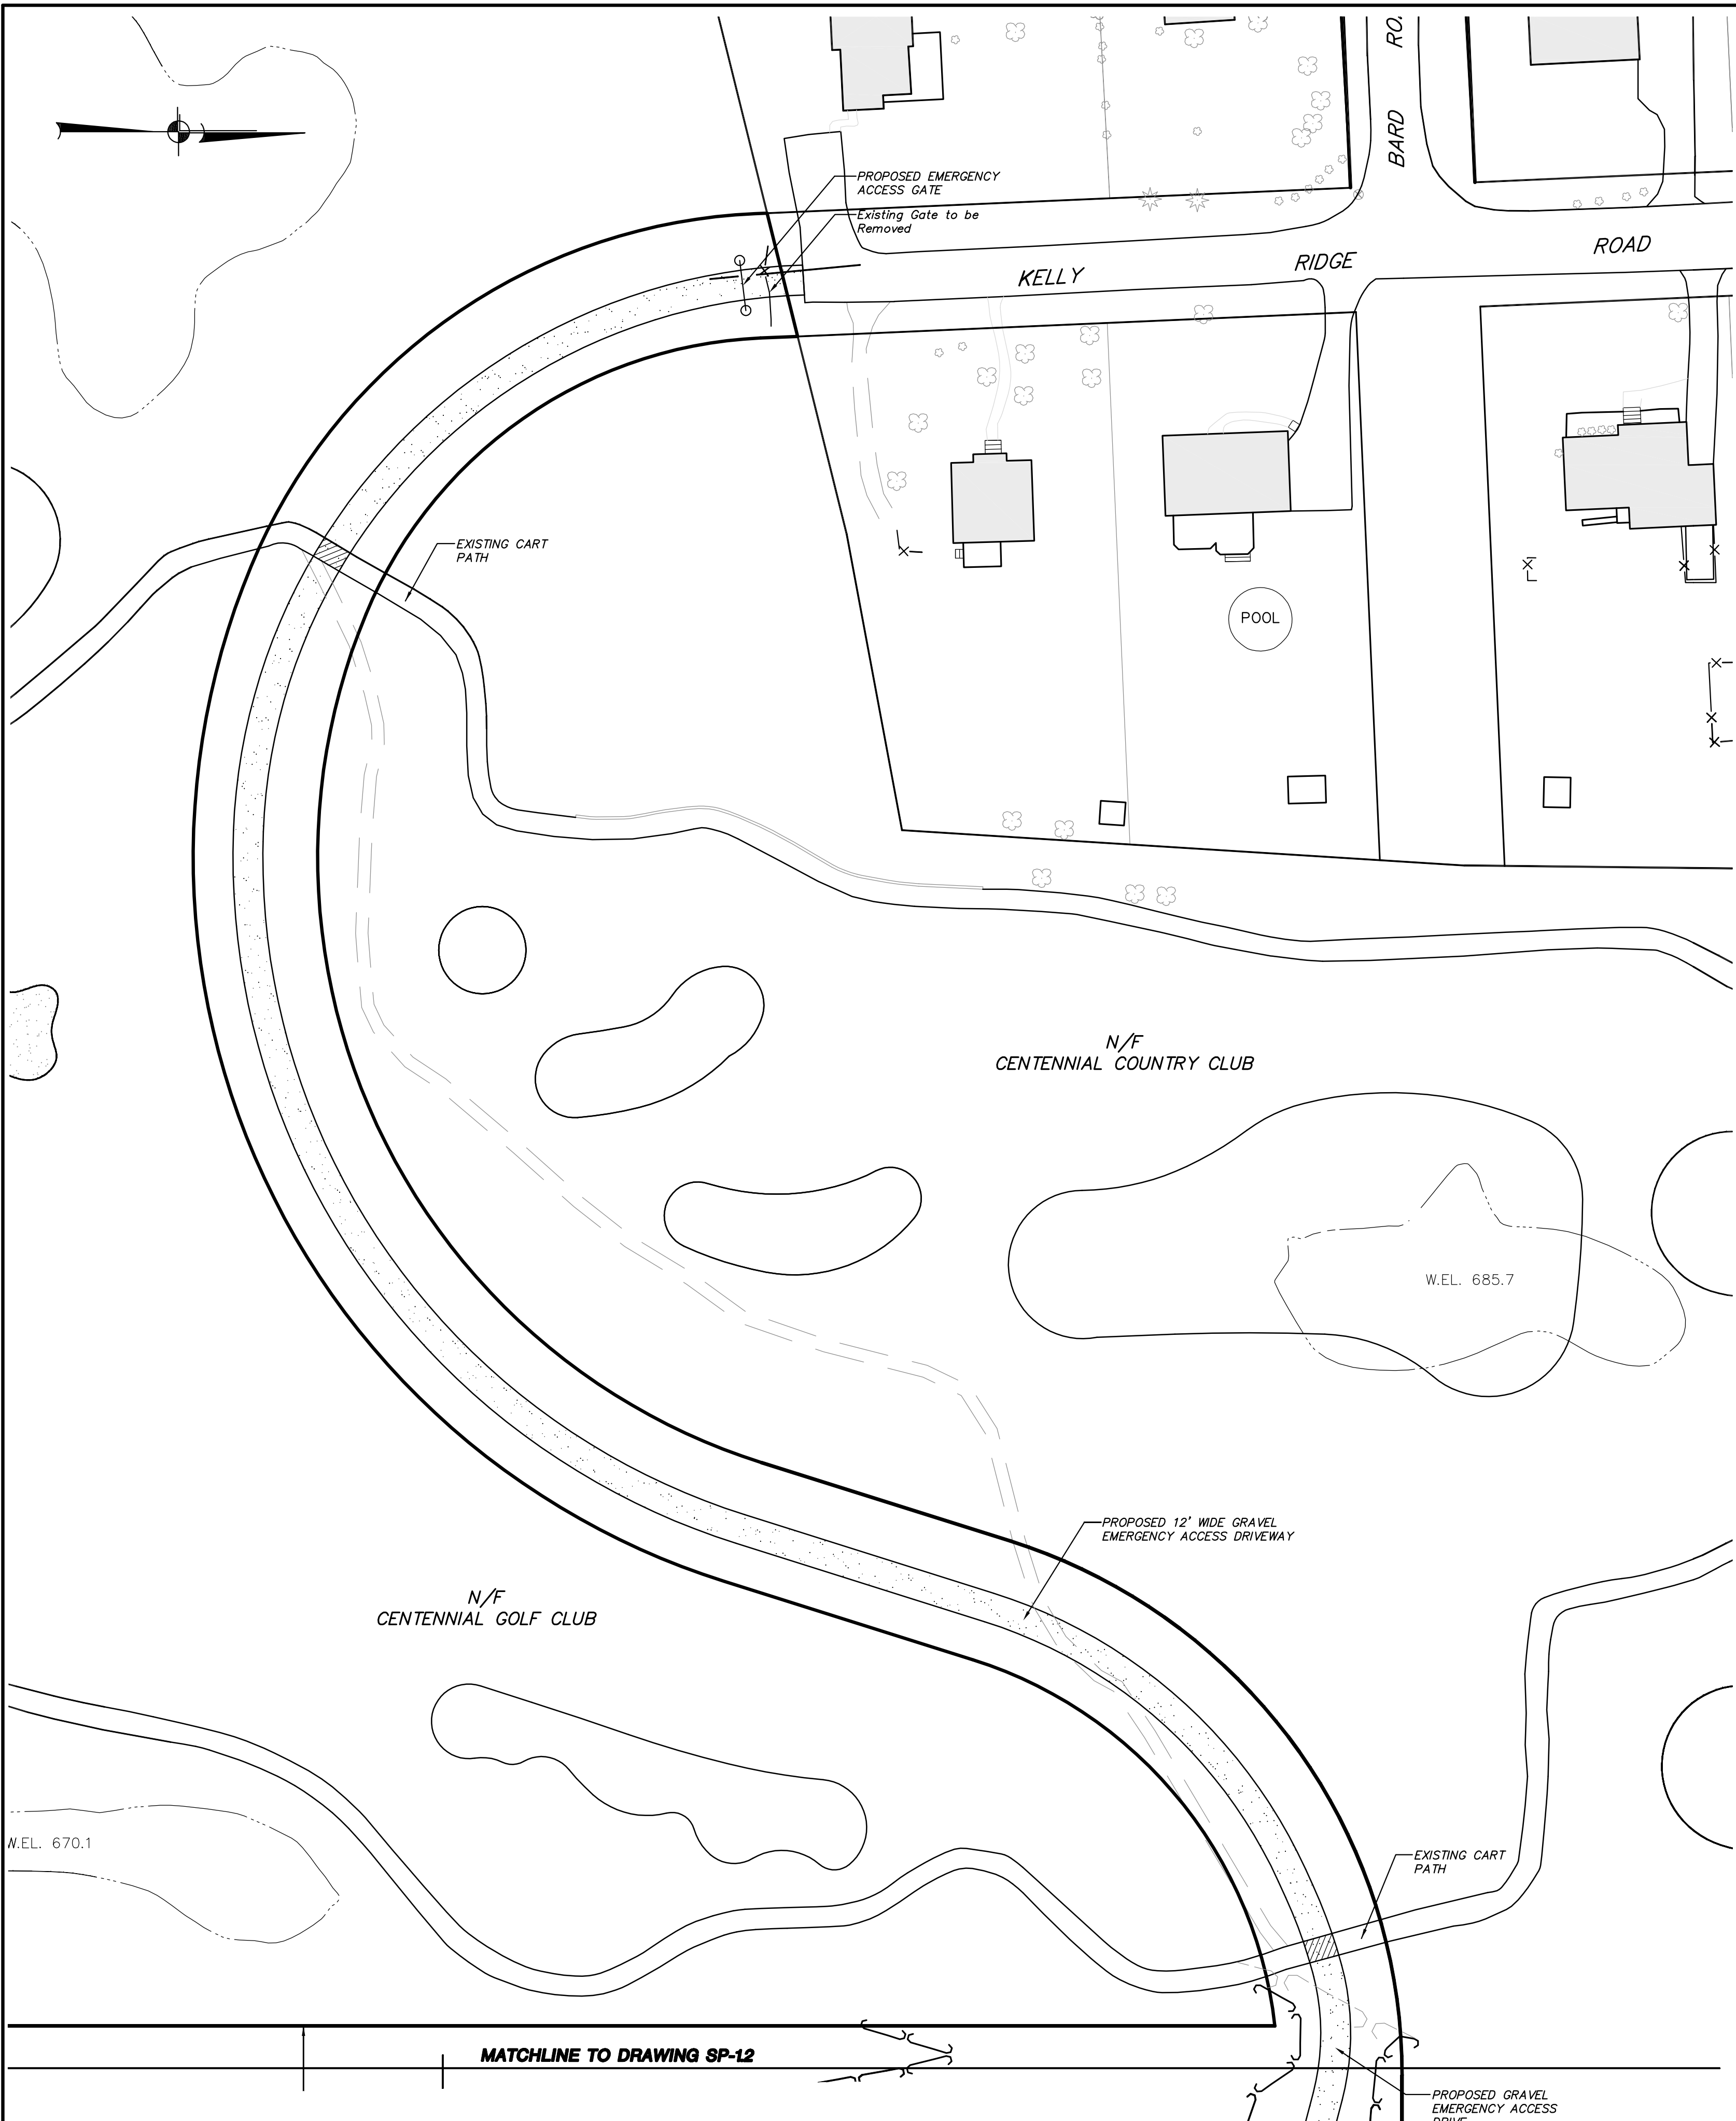 BARD
PROPOSED EMERGENCY
ACCESS GATE
Existing Gate to be
Removed
KELLY RIDGE ROAD
EXISTING CART
PATH
POOL
N/F
CENTENNIAL COUNTRY CLUB
W.EL. 685.7
PROPOSED 12' WIDE GRAVEL
EMERGENCY ACCESS DRIVEWAY
N/F
CENTENNIAL GOLF CLUB
W.EL. 670.1
EXISTING CART
PATH
MATCHLINE TO DRAWING SP-1.2
PROPOSED GRAVEL
EMERGENCY ACCESS